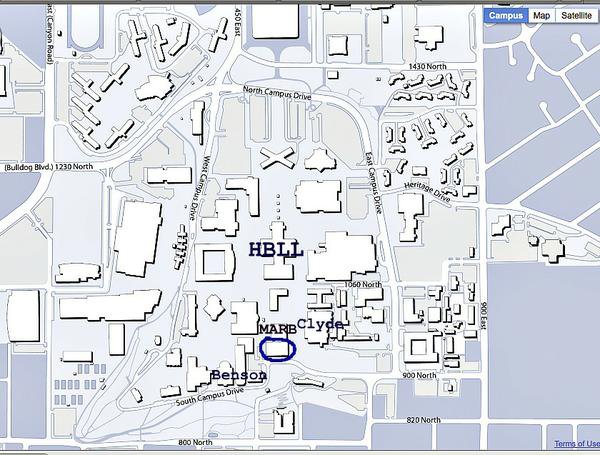 Campus Map Satellite
East (Canyon Road)
450 East
1430 North
North Campus Drive
(Bulldog Blvd.) 1230 North
West Campus Drive
East Campus Drive
Heritage Drive
HBLL
1060 North
900 East
MARB
Clyde
Benson
900 North
South Campus Drive
820 North
800 North
Terms of Use